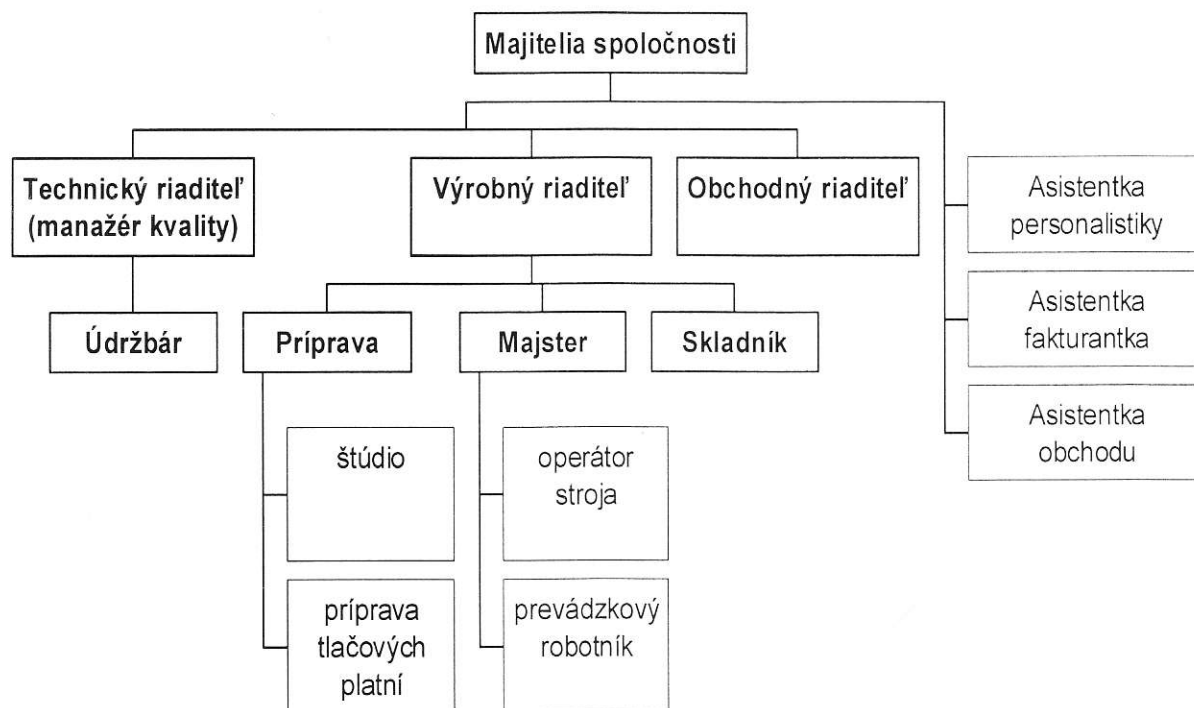 Majitelia spoločnosti
Technický riaditeľ
(manažér kvality)
Výrobný riaditeľ
Obchodný riaditeľ
Asistentka
personalistiky
Asistentka
fakturantka
Asistentka
obchodu
Údržbár
Príprava
Majster
Skladník
štúdio
operátor
stroja
príprava
tlačových
platní
prevádzkový
robotník